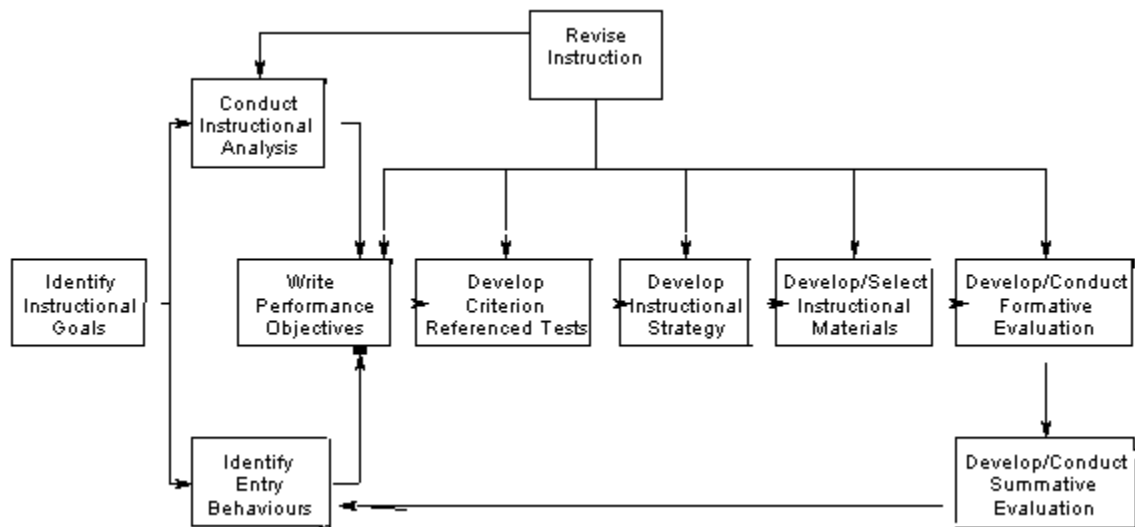 Revise
Instruction
Conduct
Instructional
Analysis
Identify
Instructional
Goals
Write
Performance
Objectives
Develop
Criterion
Referenced Tests
Develop
Instructional
Strategy
Develop/Select
Instructional
Materials
Develop/Conduct
Formative
Evaluation
Identify
Entry
Behaviours
Develop/Conduct
Summative
Evaluation